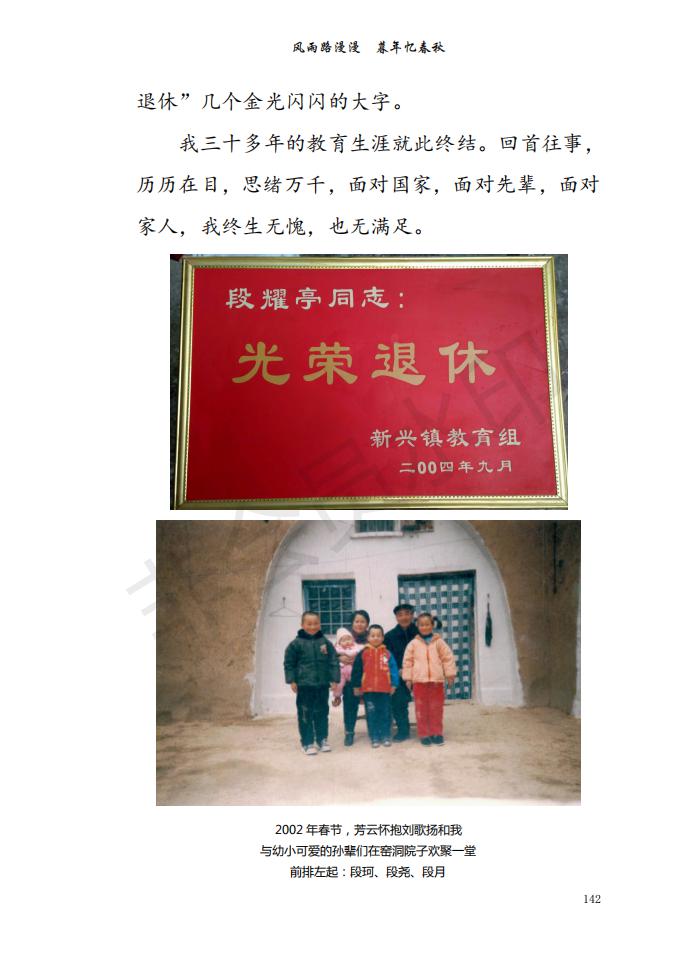 风雨路漫漫　暮年忆春秋
退休”几个金光闪闪的大字。
我三十多年的教育生涯就此终结。回首往事，
历历在目，思绪万千，面对国家，面对先辈，面对
家人，我终生无愧，也无满足。
段耀亭同志：
光荣退休
新兴镇教育组
二00四年九月
2002 年春节，芳云怀抱刘歌扬和我
与幼小可爱的孙辈们在窑洞院子欢聚一堂
前排左起：段珂、段尧、段月
142